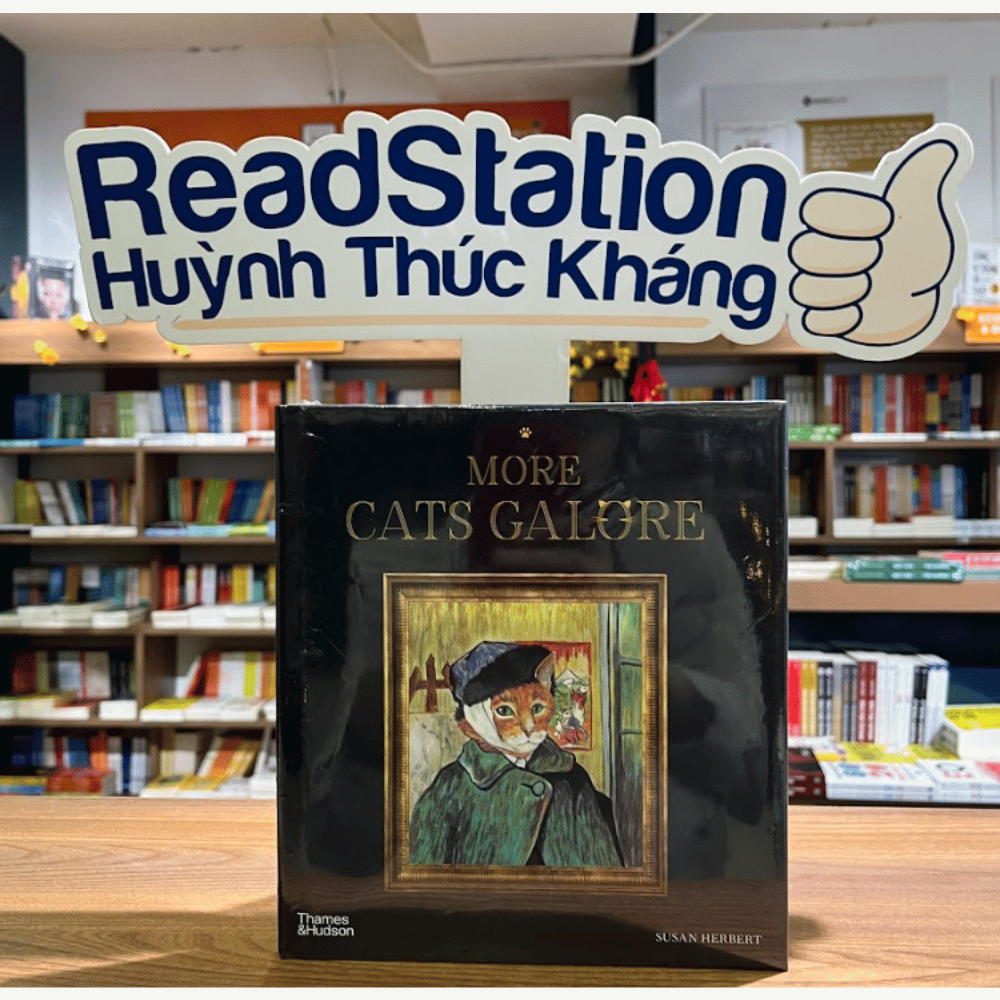 ReadStation
Huỳnh Thúc Kháng
MORE
CATS GALORE
Thames
&Hudson
SUSAN HERBERT